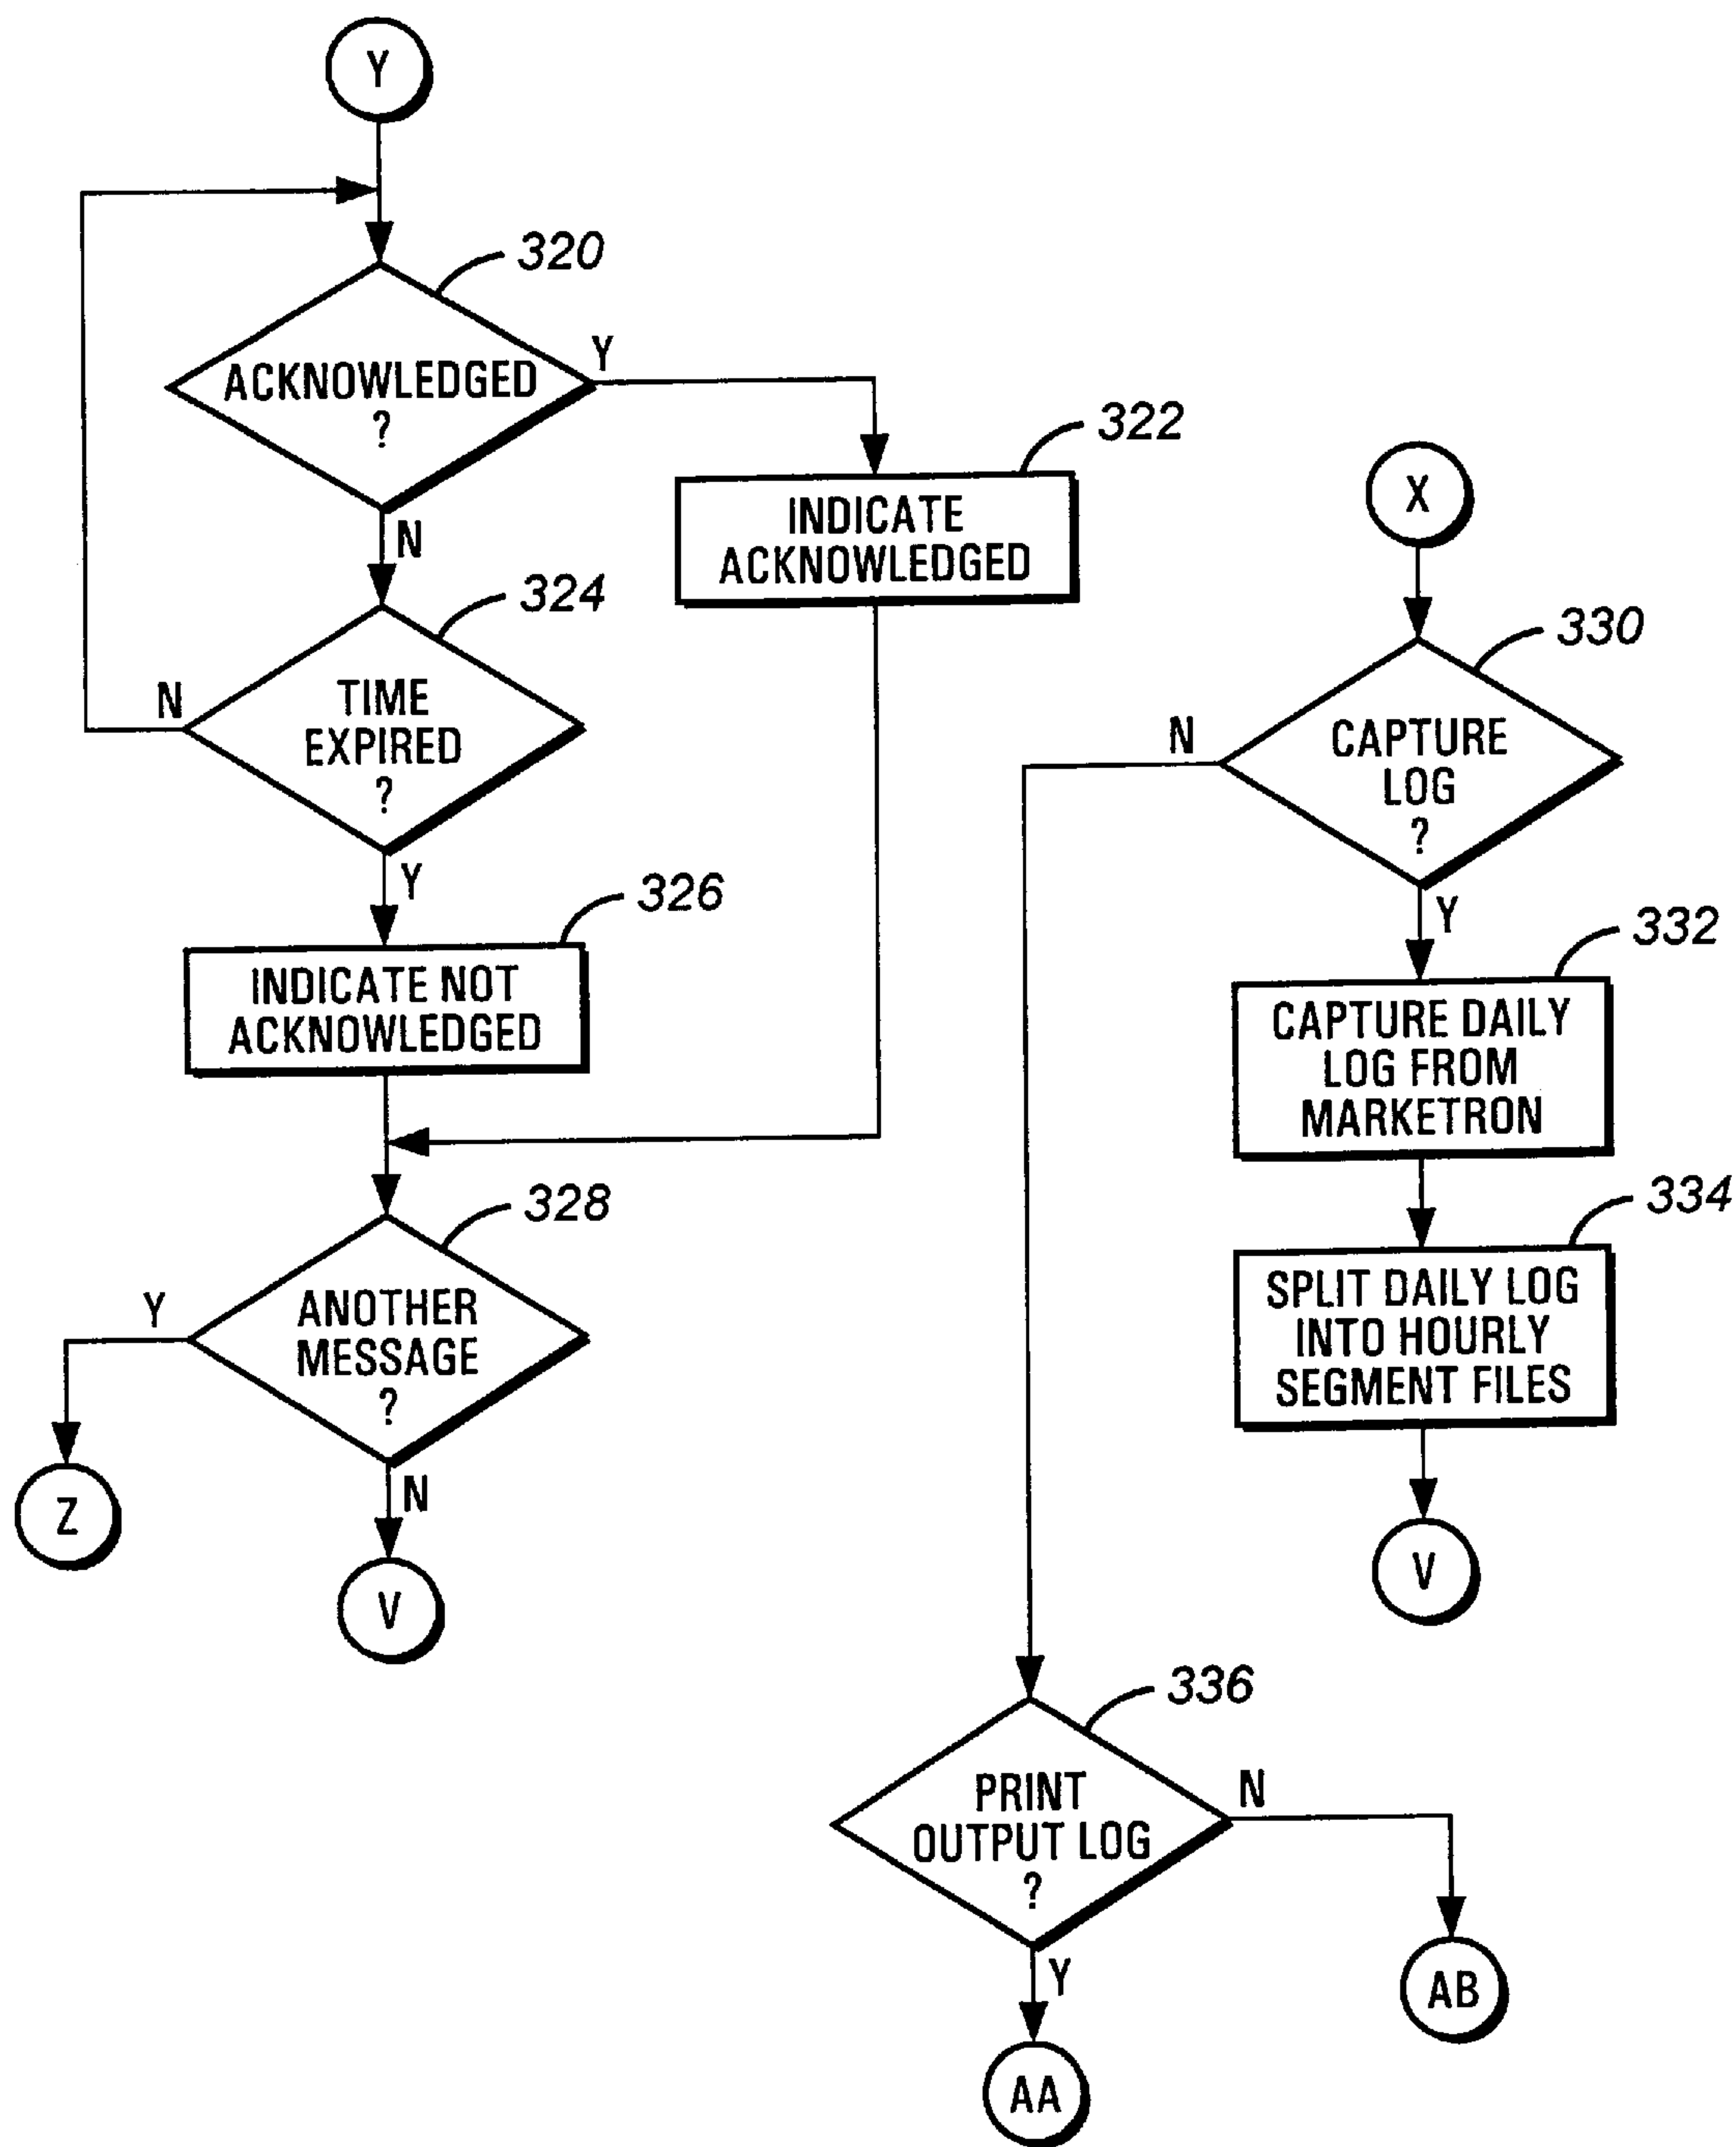 Y
320
ACKNOWLEDGED
?
Y
N
322
INDICATE
ACKNOWLEDGED
324
TIME
EXPIRED
?
N
Y
326
INDICATE NOT
ACKNOWLEDGED
328
ANOTHER
MESSAGE
?
Y
Z
N
V
X
330
CAPTURE
LOG
?
N
Y
332
CAPTURE DAILY
LOG FROM
MARKETRON
334
SPLIT DAILY LOG
INTO HOURLY
SEGMENT FILES
V
336
PRINT
OUTPUT LOG
?
N
AB
Y
AA